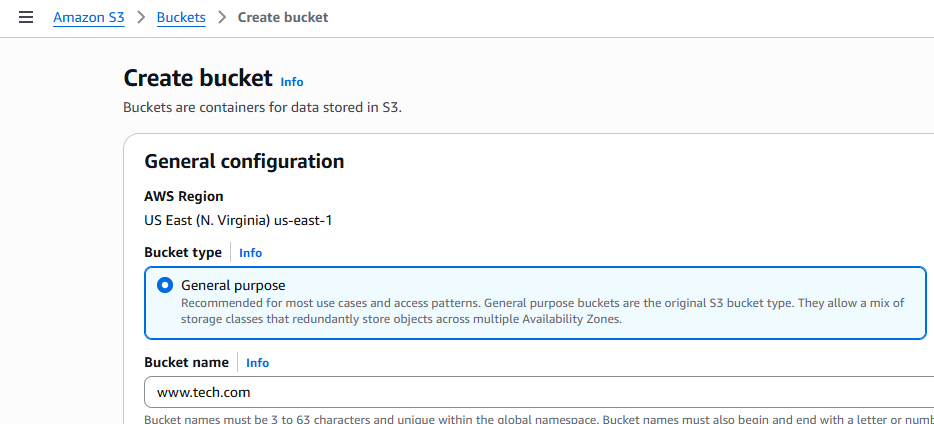 Amazon S3 > Buckets > Create bucket
Create bucket Info
Buckets are containers for data stored in S3.
General configuration
AWS Region
US East (N. Virginia) us-east-1
Bucket type Info
General purpose
Recommended for most use cases and access patterns. General purpose buckets are the original S3 bucket type. They allow a mix of
storage classes that redundantly store objects across multiple Availability Zones.
Bucket name Info
www.tech.com
Bucket names must be 3 to 63 characters and unique within the global namespace. Bucket names must also begin and end with a letter or numb